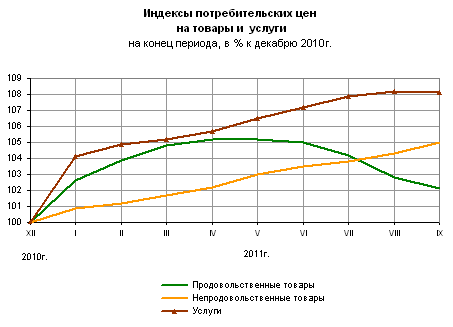 Индексы потребительских цен
на товары и услуги
на конец периода, в % к декабрю 2010г.
109
108
107
106
105
104
103
102
101
100
XII
I
II
III
IV
V
VI
VII
VIII
IX
2010г.
2011г.
Продовольственные товары
Непродовольственные товары
Услуги